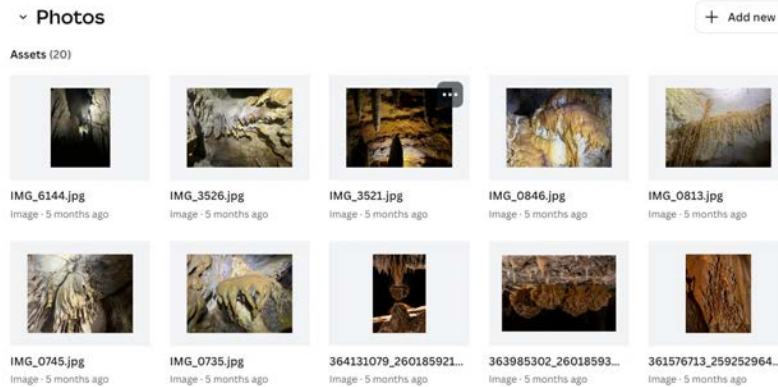 Photos
+ Add new
Assets (20)
IMG_6144.jpg
IMG_3526.jpg
IMG_3521.jpg
IMG_0846.jpg
IMG_0813.jpg
Image · 5 months ago
Image · 5 months ago
Image · 5 months ago
Image · 5 months ago
Image · 5 months ago
IMG_0745.jpg
IMG_0735.jpg
364131079_260185921...
363985302_26018593...
361576713_259252964...
Image · 5 months ago
Image · 5 months ago
Image · 5 months ago
Image · 5 months ago
Image · 5 months ago